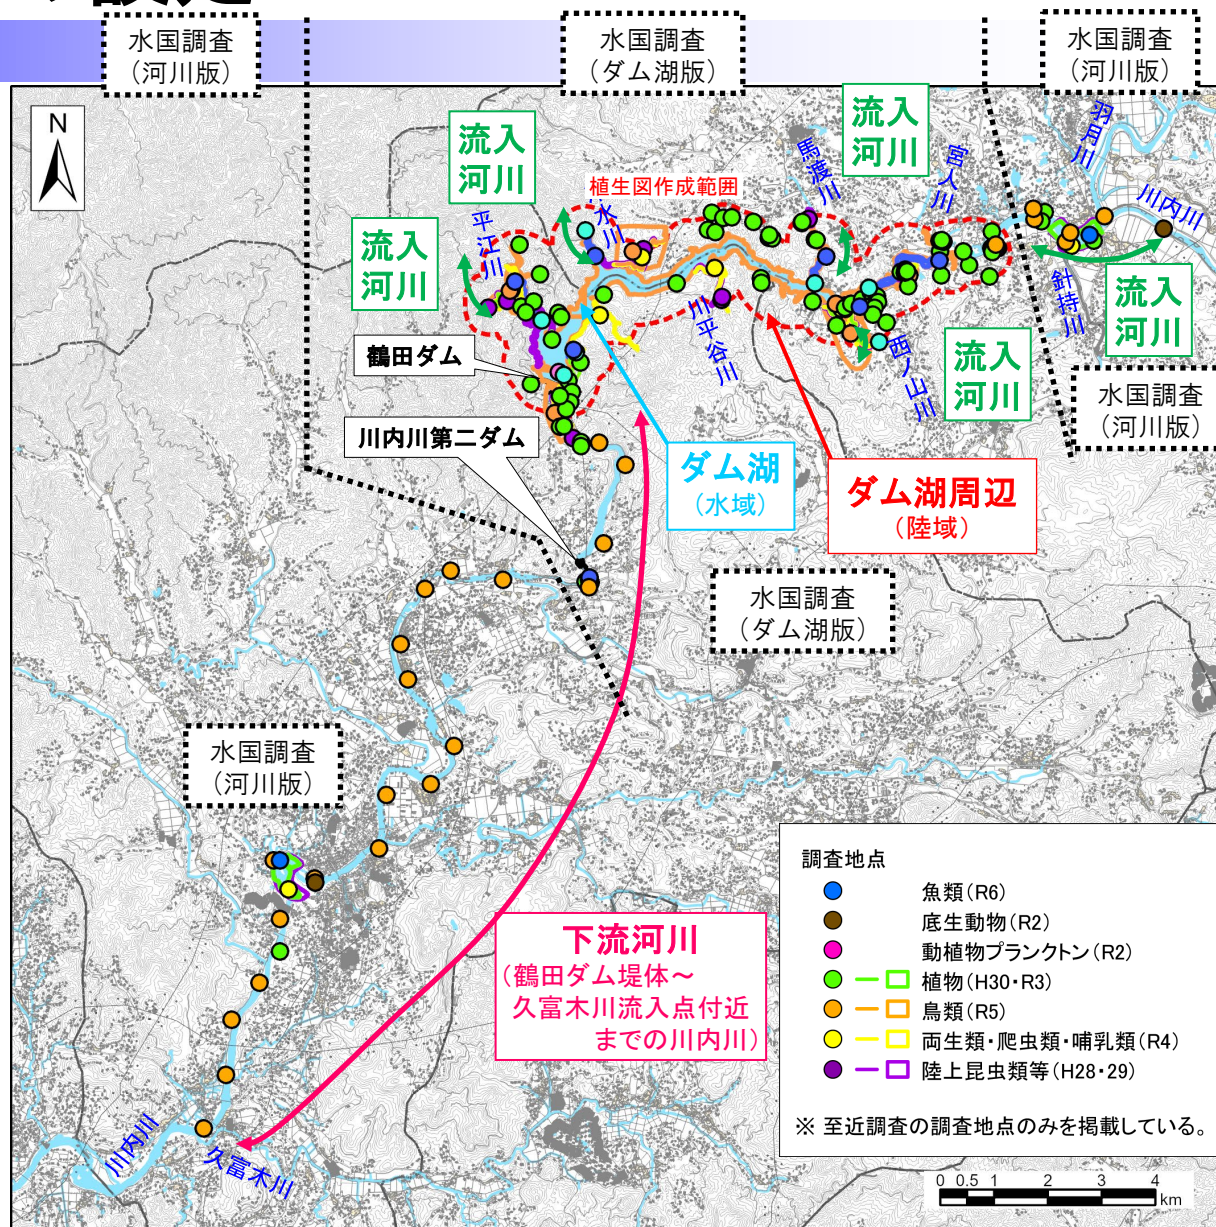 水国調査
（河川版）
水国調査
（ダム湖版）
水国調査
（河川版）
N
流入
河川
流入
河川
流入
河川
植生図作成範囲
平江川
水川
馬渡川
宮人川
羽月川
川内川
針持川
流入
河川
流入
河川
川平谷川
西ノ山川
鶴田ダム
川内川第二ダム
ダム湖
（水域）
ダム湖周辺
（陸域）
水国調査
（河川版）
水国調査
（ダム湖版）
水国調査
（河川版）
下流河川
（鶴田ダム堤体～
久富木川流入点付近
までの川内川）
川内川
久富木川
調査地点
魚類（R6）
底生動物（R2）
動植物プランクトン（R2）
植物（H30・R3）
鳥類（R5）
両生類・爬虫類・哺乳類（R4）
陸上昆虫類等（H28・29）
※ 至近調査の調査地点のみを掲載している。
0 0.5 1 2 3 4
km